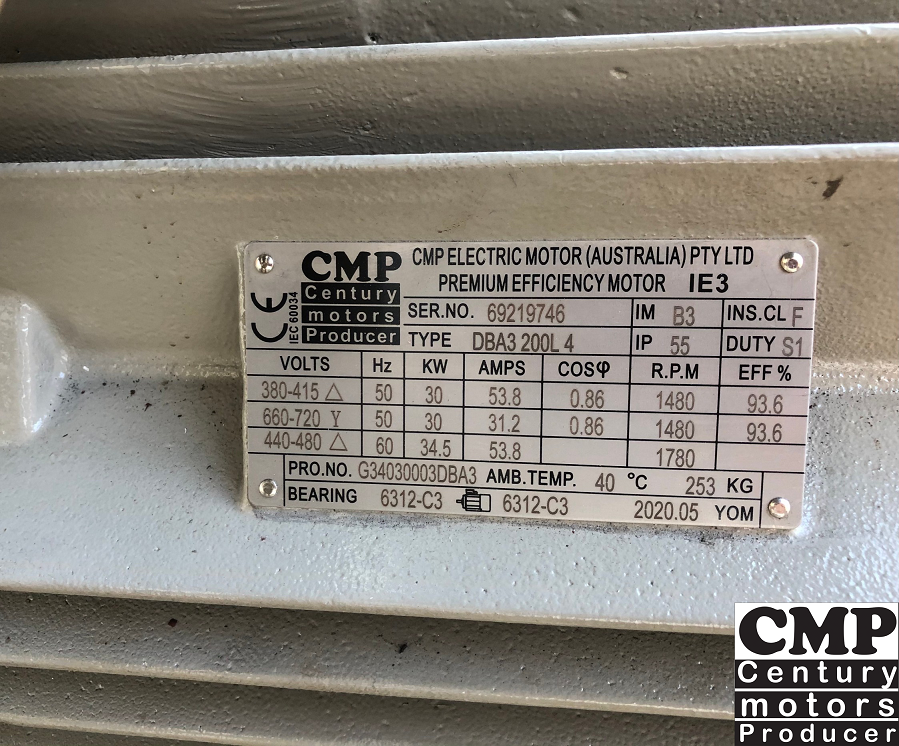 CMP
Century
motors
Producer
CE
IEC 60034
CMP ELECTRIC MOTOR (AUSTRALIA) PTY LTD
PREMIUM EFFICIENCY MOTOR IE3
SER.NO. 69219746 IM B3 INS.CL F
TYPE DBA3 200L 4 IP 55 DUTY S1
VOLTS Hz KW AMPS COSφ R.P.M EFF %
380-415 △ 50 30 53.8 0.86 1480 93.6
660-720 Y 50 30 31.2 0.86 1480 93.6
440-480 △ 60 34.5 53.8 1780
PRO.NO. G34030003DBA3 AMB.TEMP. 40 °C 253 KG
BEARING 6312-C3 6312-C3 2020.05 YOM
CMP
Century
motors
Producer